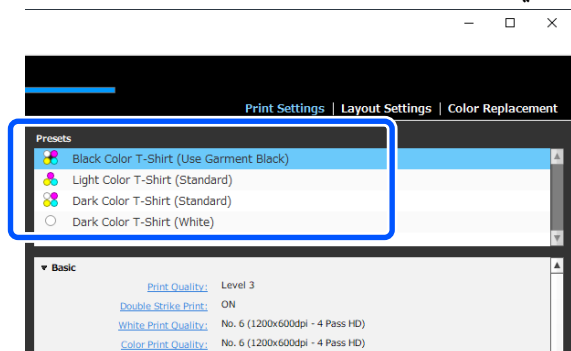 Print Settings | Layout Settings | Color Replacement
Presets
Black Color T-Shirt (Use Garment Black)
Light Color T-Shirt (Standard)
Dark Color T-Shirt (Standard)
Dark Color T-Shirt (White)
Basic
Print Quality: Level 3
Double Strike Print: ON
White Print Quality: No. 6 (1200x600dpi - 4 Pass HD)
Color Print Quality: No. 6 (1200x600dpi - 4 Pass HD)